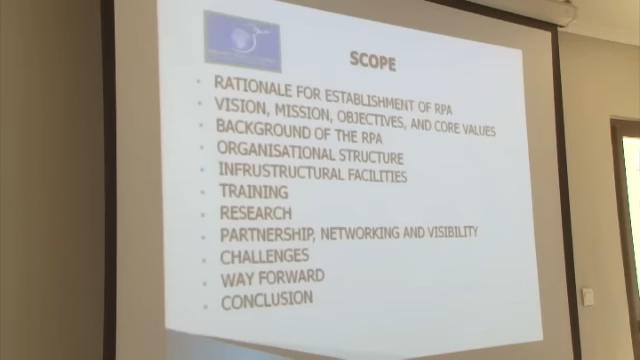 SCOPE
RATIONALE FOR ESTABLISHMENT OF RPA
VISION, MISSION, OBJECTIVES, AND CORE VALUES
BACKGROUND OF THE RPA
ORGANISATIONAL STRUCTURE
INFRUSTRUCTURAL FACILITIES
TRAINING
RESEARCH
PARTNERSHIP, NETWORKING AND VISIBILITY
CHALLENGES
WAY FORWARD
CONCLUSION